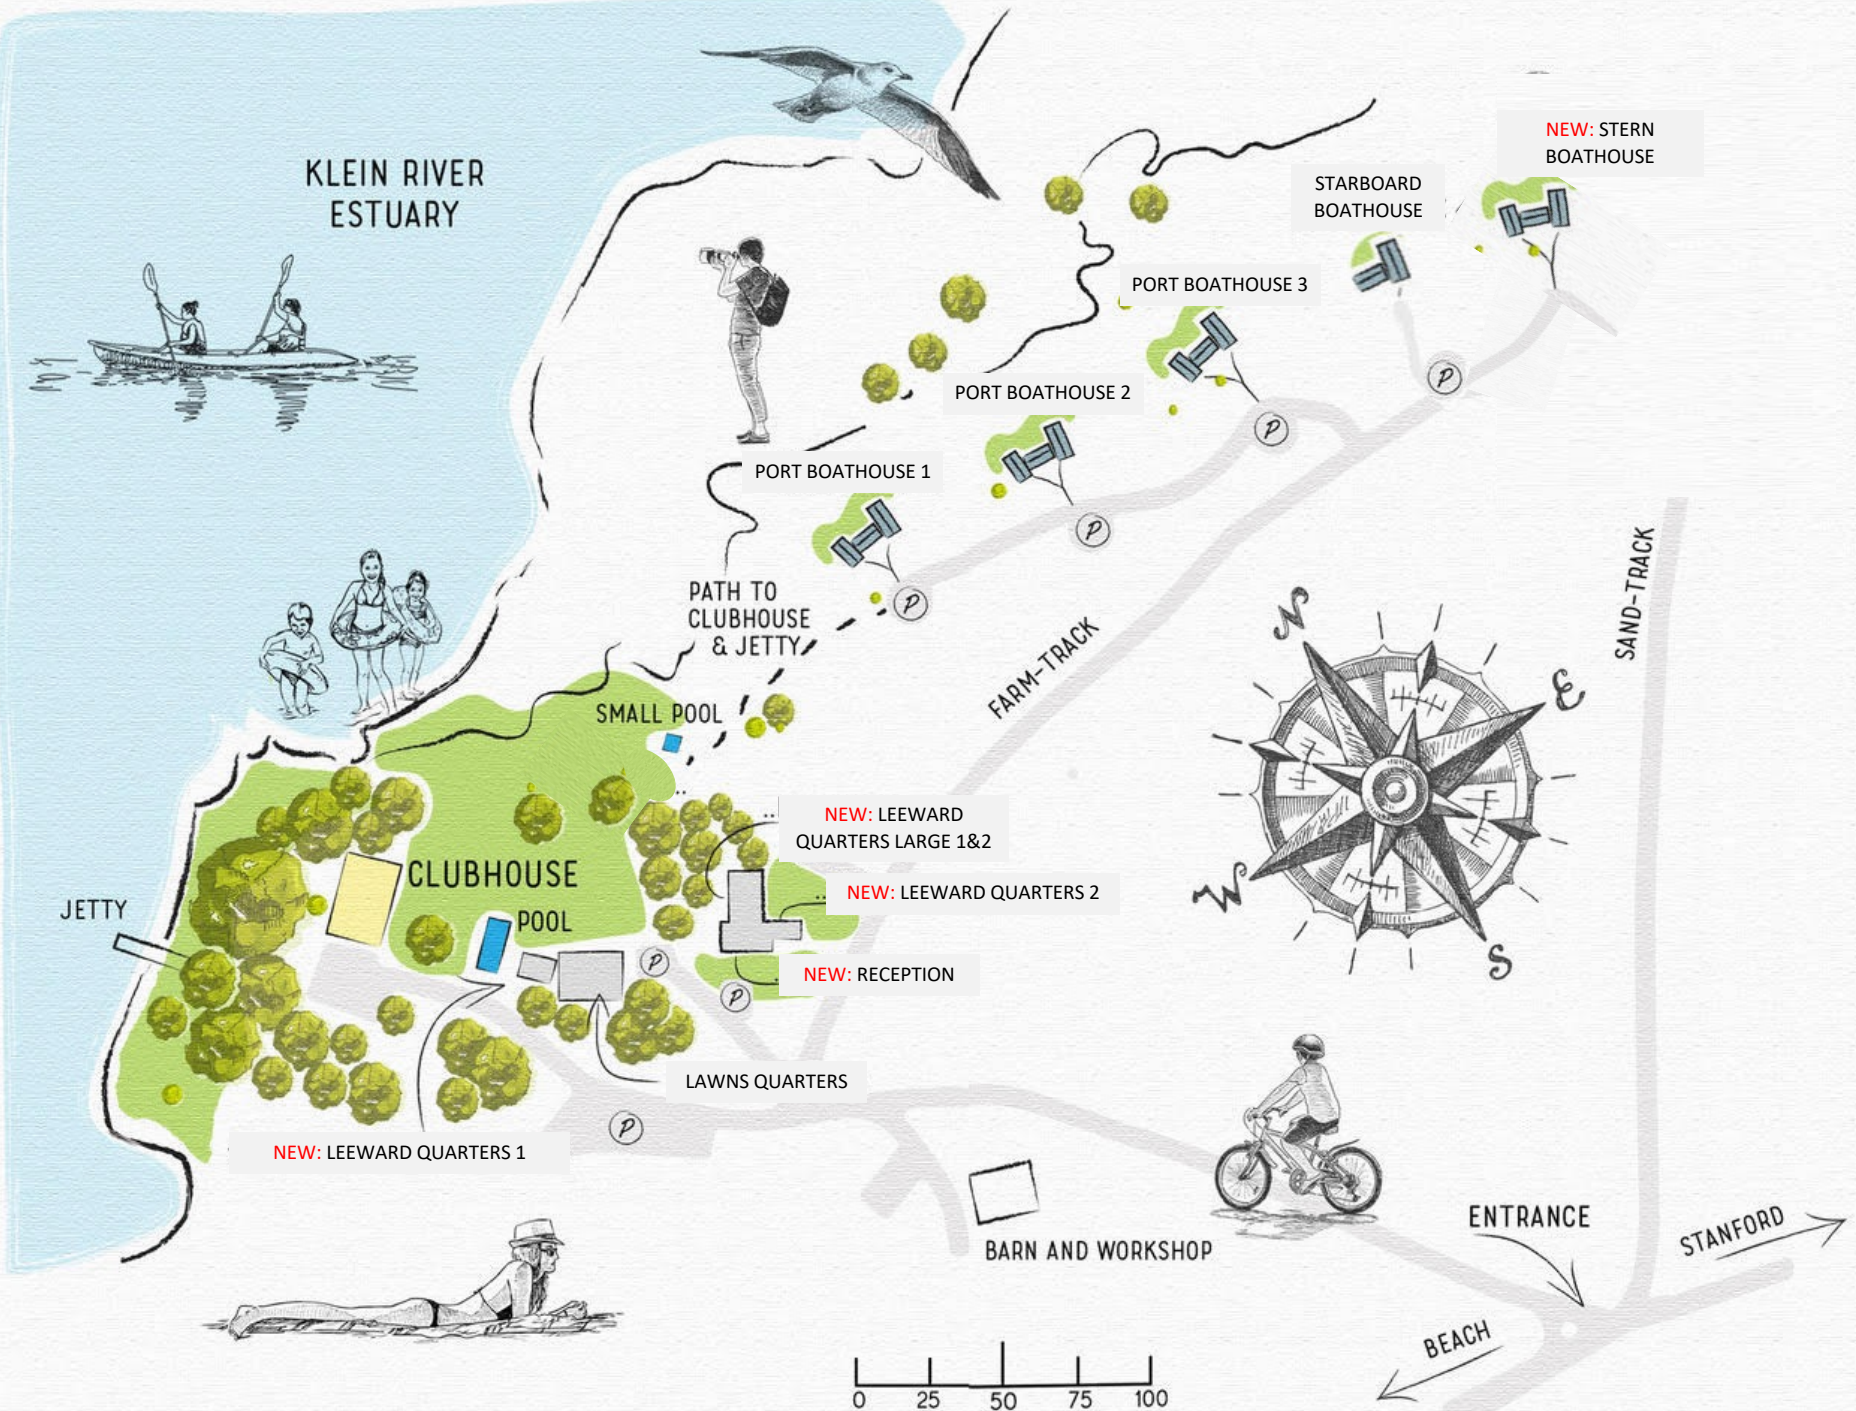 KLEIN RIVER
ESTUARY
NEW: STERN
BOATHOUSE
STARBOARD
BOATHOUSE
PORT BOATHOUSE 3
P
PORT BOATHOUSE 2
P
PORT BOATHOUSE 1
P
P
PATH TO
CLUBHOUSE
& JETTY
FARM-TRACK
SAND-TRACK
N
E
W
S
SMALL POOL
NEW: LEEWARD
QUARTERS LARGE 1&2
CLUBHOUSE
NEW: LEEWARD QUARTERS 2
JETTY
POOL
P
NEW: RECEPTION
P
LAWNS QUARTERS
P
NEW: LEEWARD QUARTERS 1
BARN AND WORKSHOP
ENTRANCE
STANFORD
BEACH
0 25 50 75 100